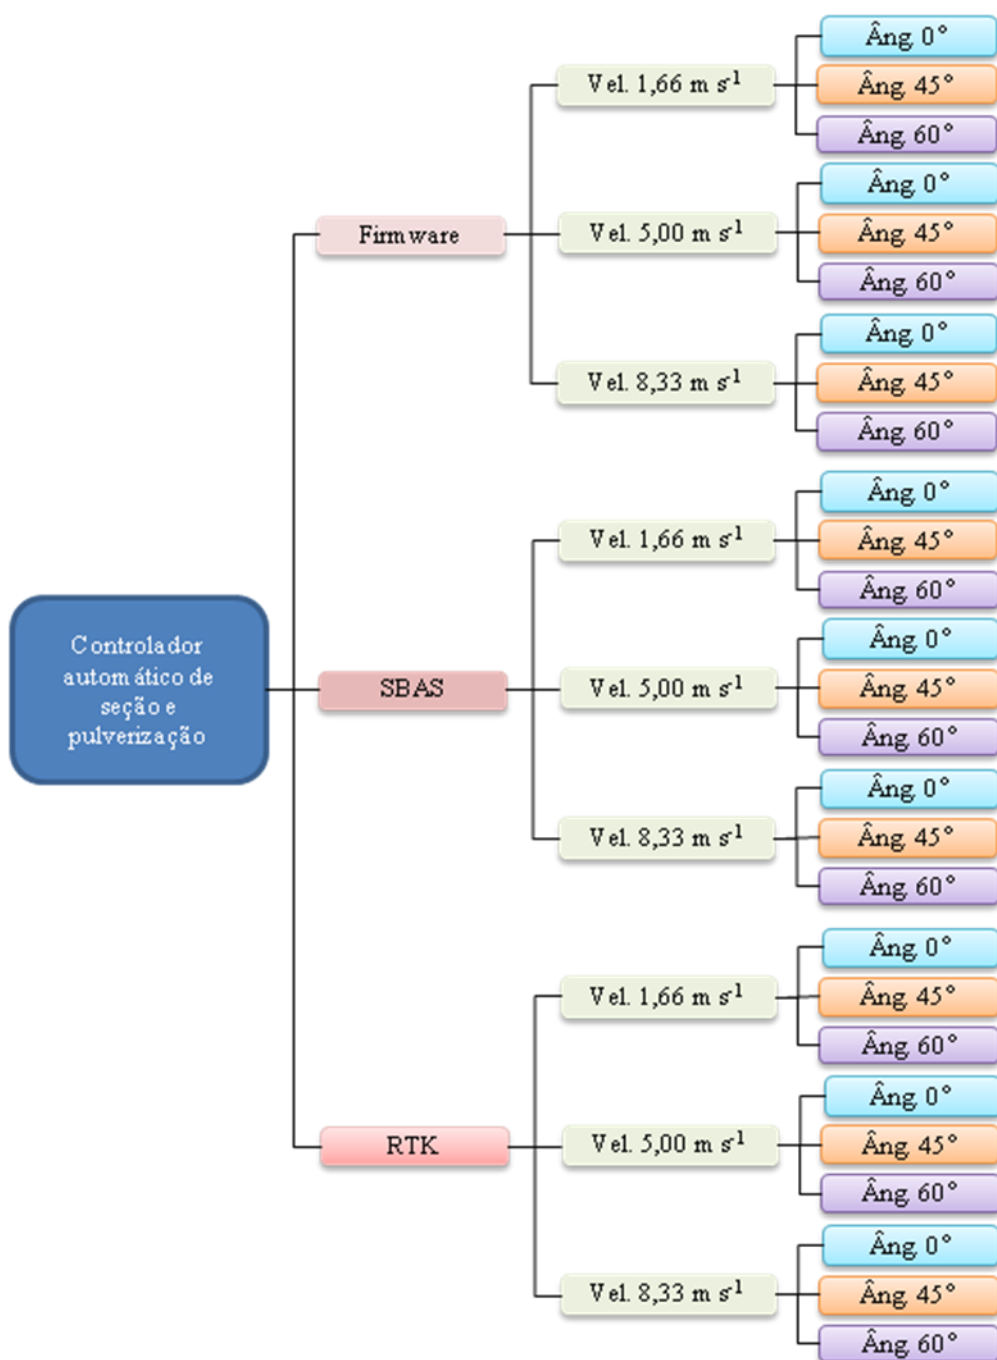 Controlador
automático de
seção e
pulverização
Firmware
Vel. 1,66 m s-1
Âng. 0°
Âng. 45°
Âng. 60°
Vel. 5,00 m s-1
Âng. 0°
Âng. 45°
Âng. 60°
Vel. 8,33 m s-1
Âng. 0°
Âng. 45°
Âng. 60°
SBAS
Vel. 1,66 m s-1
Âng. 0°
Âng. 45°
Âng. 60°
Vel. 5,00 m s-1
Âng. 0°
Âng. 45°
Âng. 60°
Vel. 8,33 m s-1
Âng. 0°
Âng. 45°
Âng. 60°
RTK
Vel. 1,66 m s-1
Âng. 0°
Âng. 45°
Âng. 60°
Vel. 5,00 m s-1
Âng. 0°
Âng. 45°
Âng. 60°
Vel. 8,33 m s-1
Âng. 0°
Âng. 45°
Âng. 60°